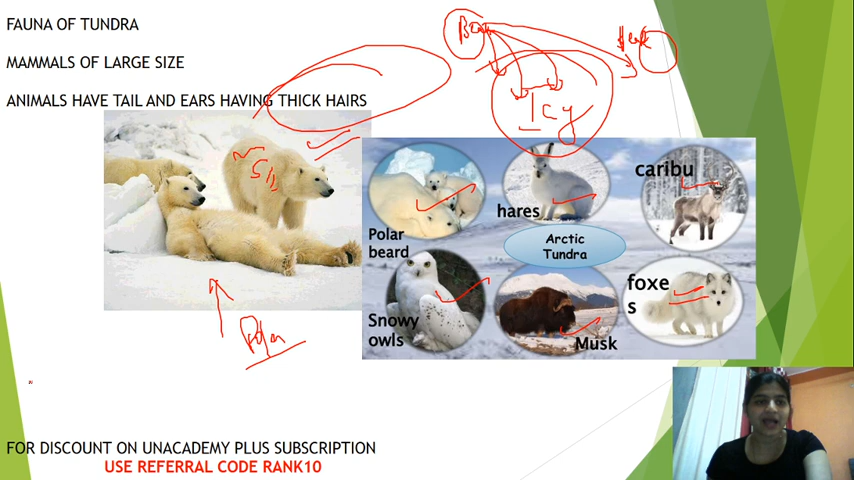 FAUNA OF TUNDRA
MAMMALS OF LARGE SIZE
ANIMALS HAVE TAIL AND EARS HAVING THICK HAIRS
Icy
Polar
beard
hares
caribu
Arctic
Tundra
Snowy
owls
Musk
foxe
s
Polar
FOR DISCOUNT ON UNACADEMY PLUS SUBSCRIPTION
USE REFERRAL CODE RANK10